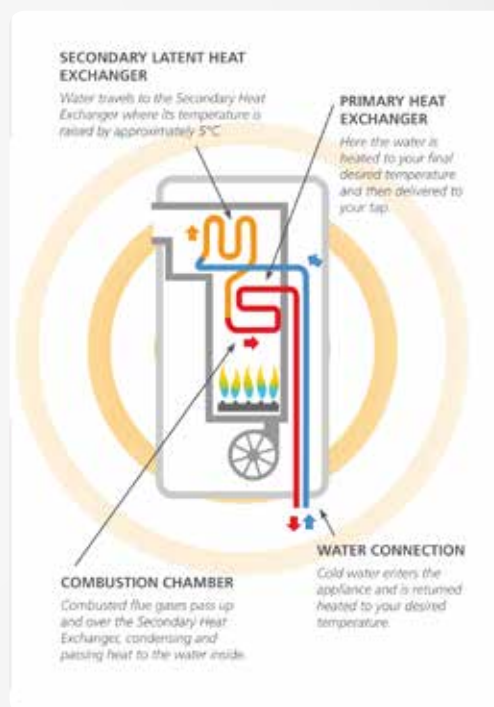 SECONDARY LATENT HEAT
EXCHANGER
Water travels to the Secondary Heat
Exchanger where its temperature is
raised by approximately 5°C
PRIMARY HEAT
EXCHANGER
Here the water is
heated to your final
desired temperature
and then delivered to
your tap.
WATER CONNECTION
Cold water enters the
appliance and is returned
heated to your desired
temperature.
COMBUSTION CHAMBER
Combusted flue gases pass up
and over the Secondary Heat
Exchanger, condensing and
passing heat to the water inside.